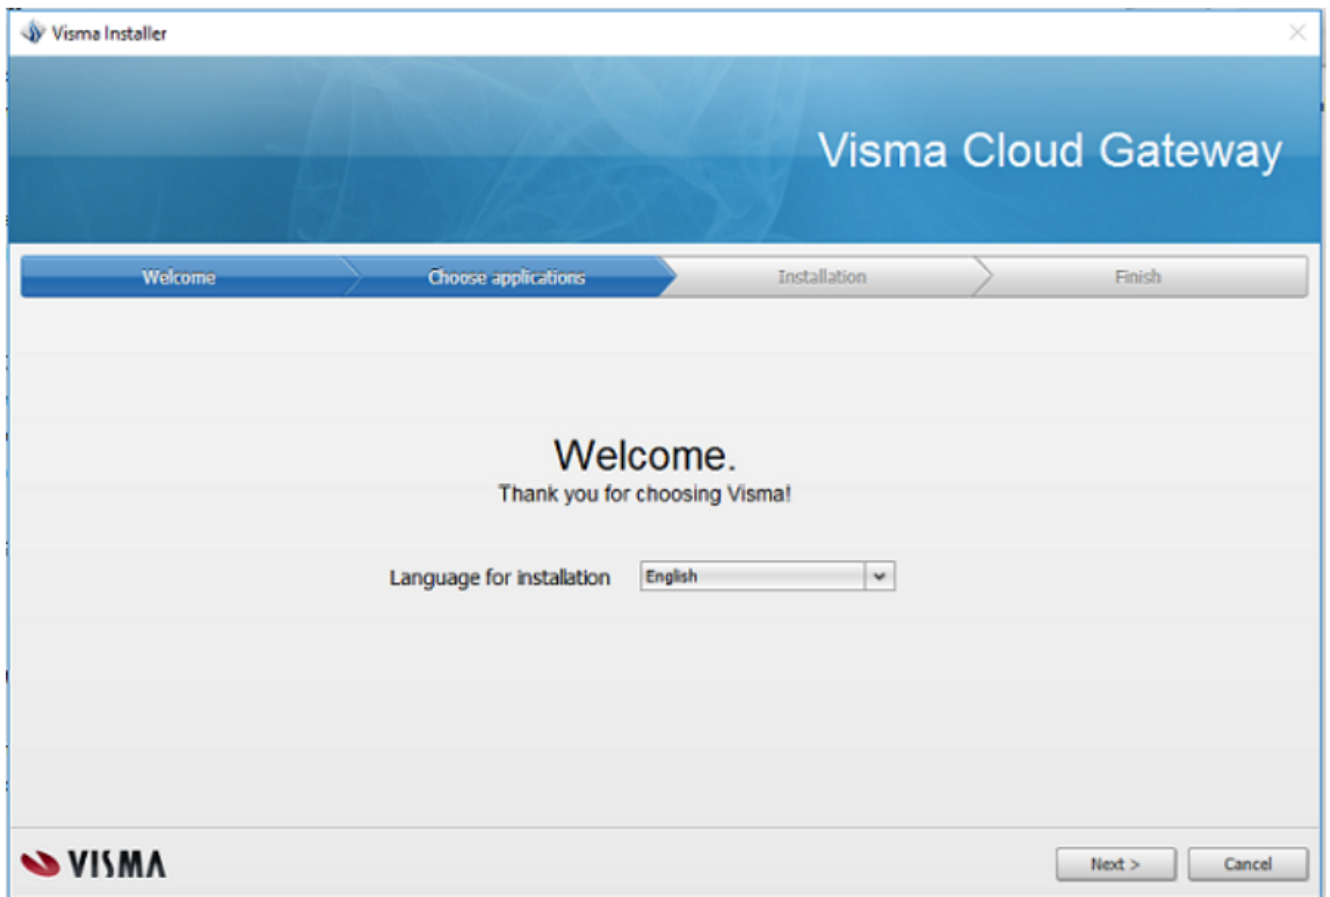 Visma Installer
Visma Cloud Gateway
Welcome
Choose applications
Installation
Finish
Welcome.
Thank you for choosing Visma!
Language for installation
English
VISMA
Next >
Cancel